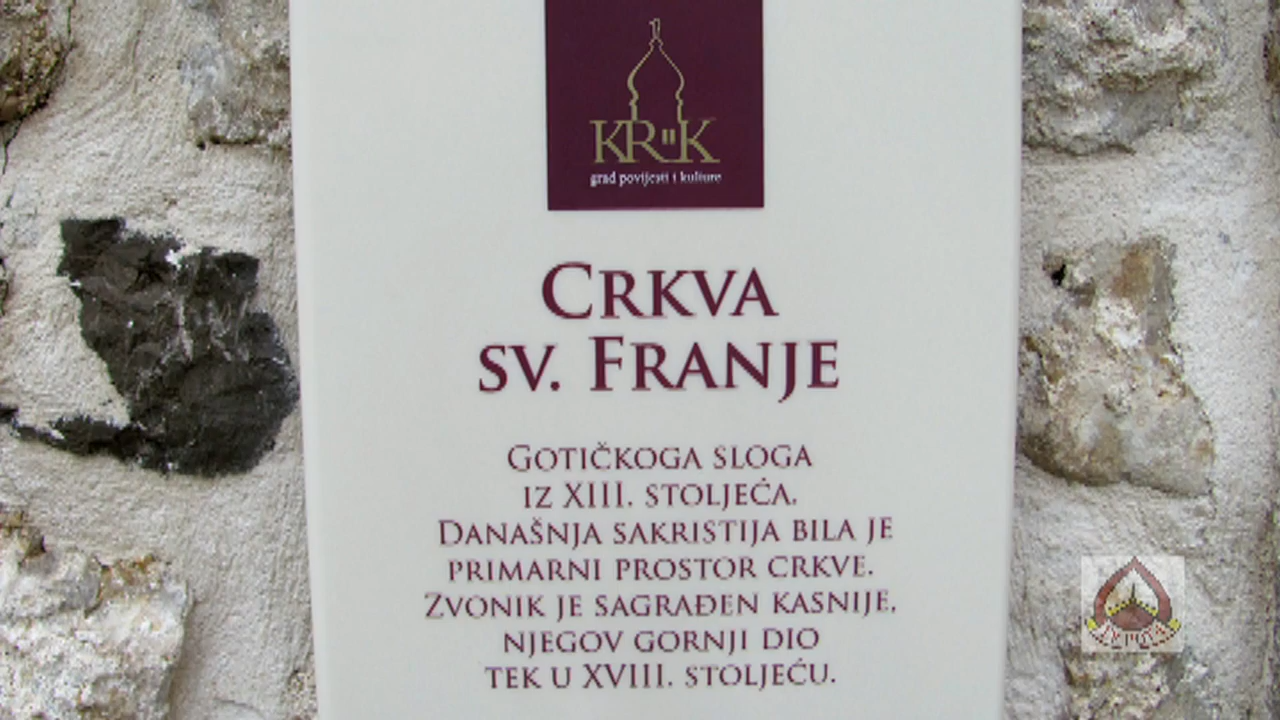 KRK
grad povijesti i kulture
CRKVA
SV. FRANJE
GOTIČKOGA SLOGA
IZ XIII. STOLJEĆA.
DANAŠNJA SAKRISTIJA BILA JE
PRIMARNI PROSTOR CRKVE.
ZVONIK JE SAGRAĐEN KASNIJE,
NJEGOV GORNJI DIO
TEK U XVIII. STOLJEĆU.